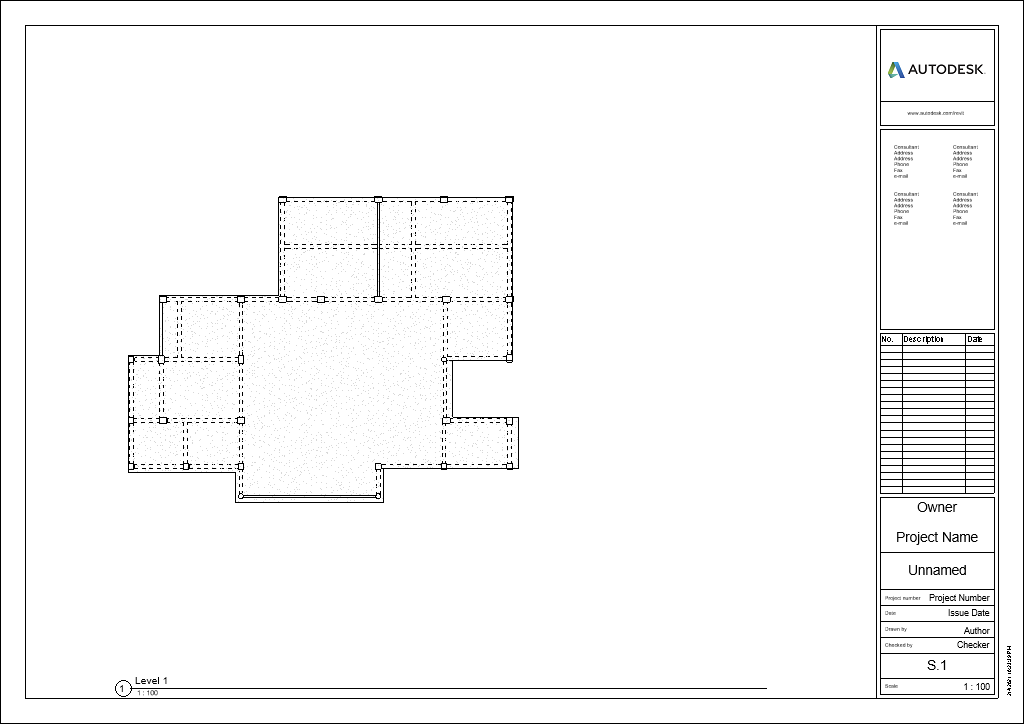 AUTODESK
www.autodesk.com/revit
Consultant Consultant
Address Address
Address Address
Phone Phone
Fax Fax
e-mail e-mail
Consultant Consultant
Address Address
Address Address
Phone Phone
Fax Fax
e-mail e-mail
No. Description Date
Owner
Project Name
Unnamed
Project number Project Number
Date Issue Date
Drawn by Author
Checked by Checker
S.1
Scale 1 : 100
1 Level 1
1 : 100